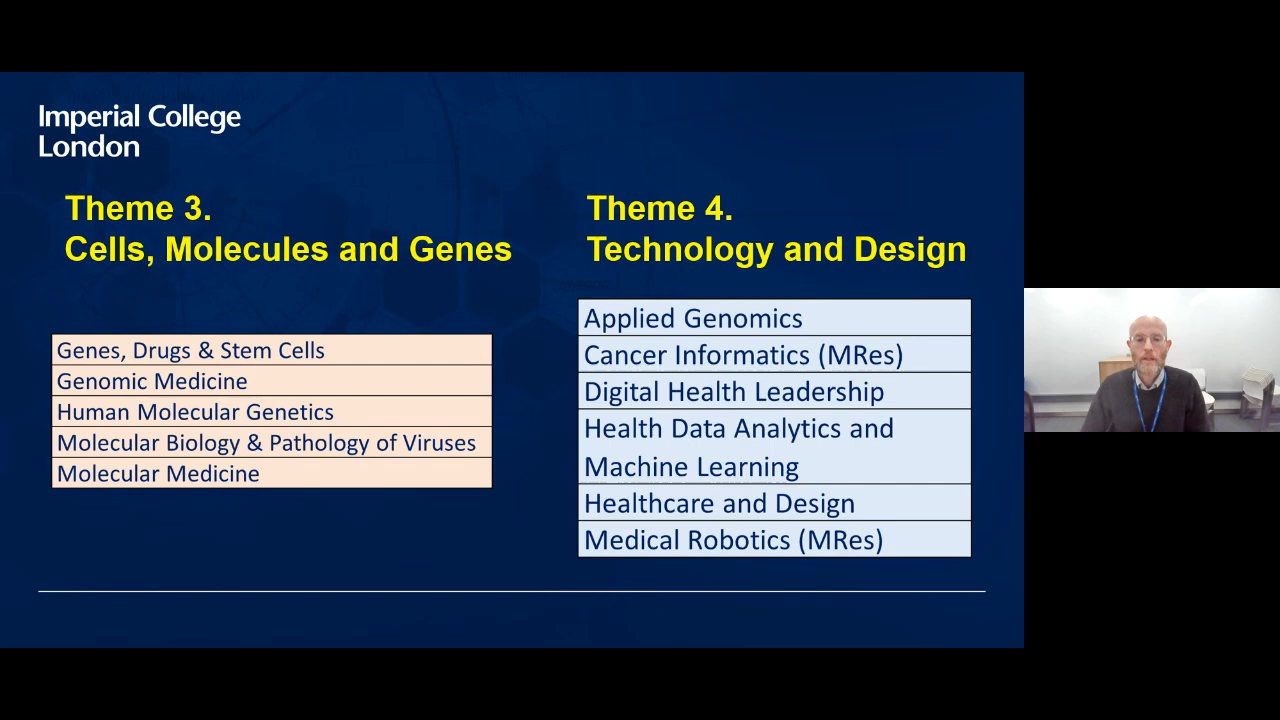 Imperial College
London
Theme 3.
Cells, Molecules and Genes
Genes, Drugs & Stem Cells
Genomic Medicine
Human Molecular Genetics
Molecular Biology & Pathology of Viruses
Molecular Medicine
Theme 4.
Technology and Design
Applied Genomics
Cancer Informatics (MRes)
Digital Health Leadership
Health Data Analytics and
Machine Learning
Healthcare and Design
Medical Robotics (MRes)